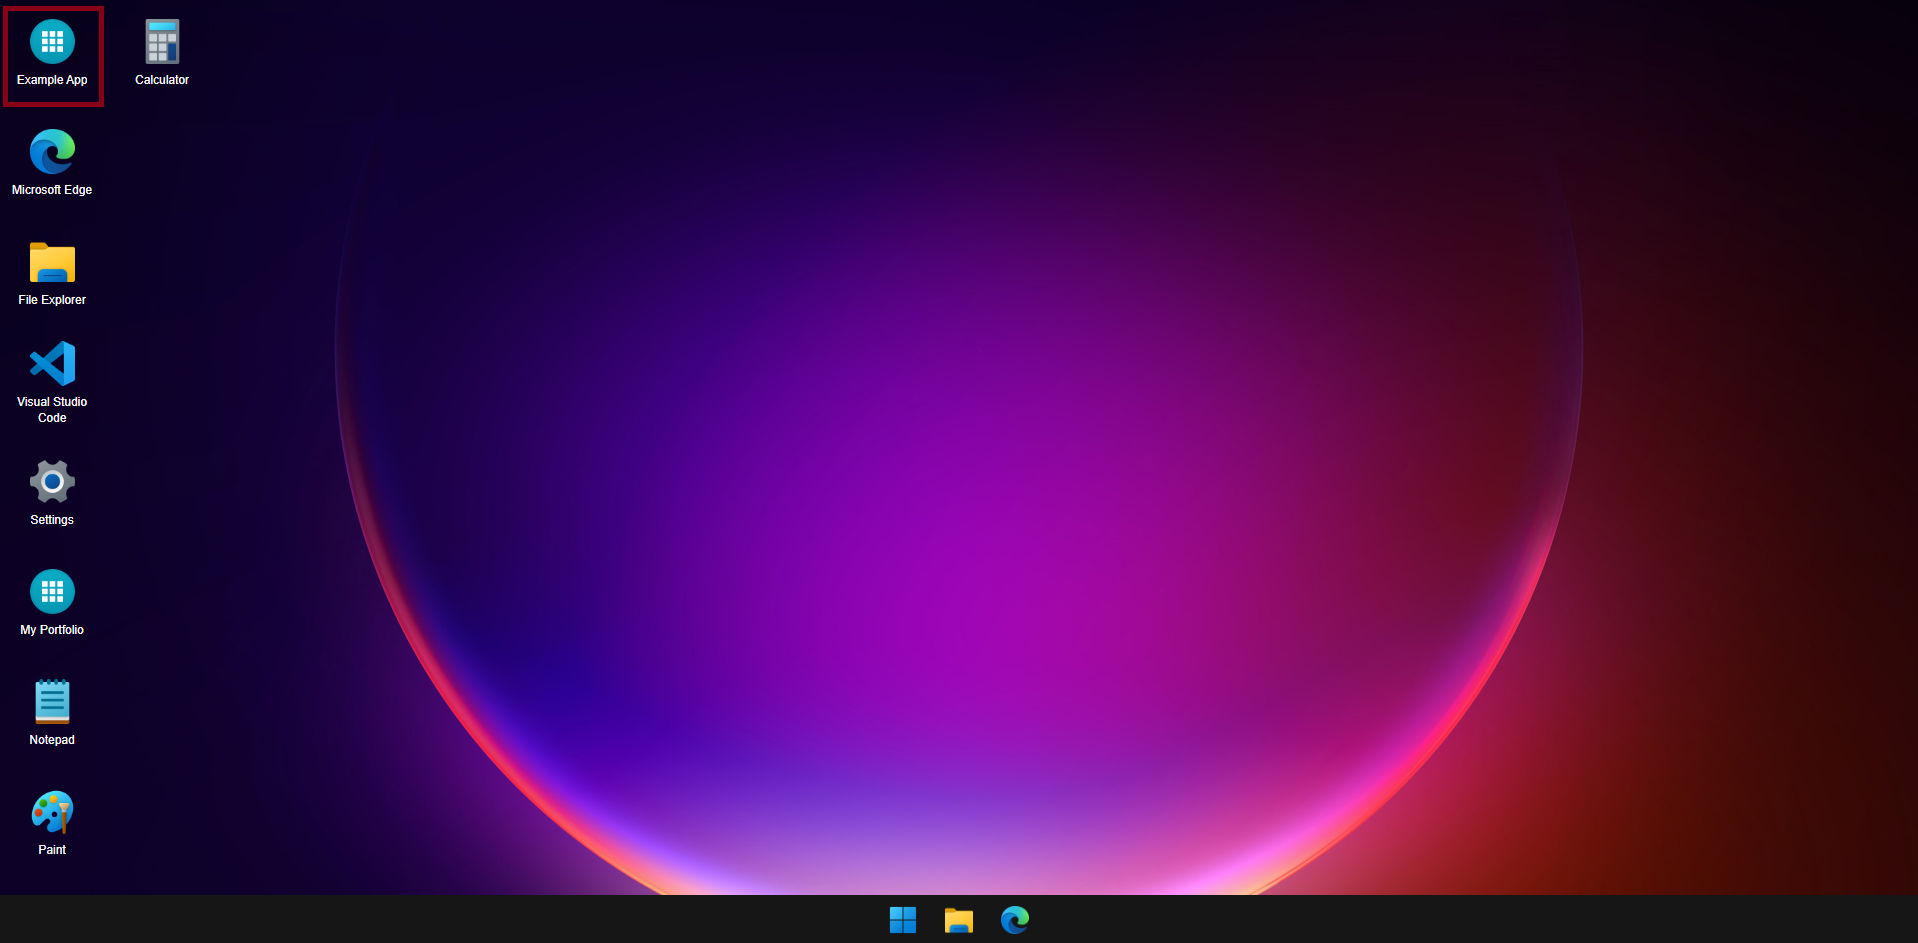 Example App
Calculator
Microsoft Edge
File Explorer
Visual Studio
Code
Settings
My Portfolio
Notepad
Paint